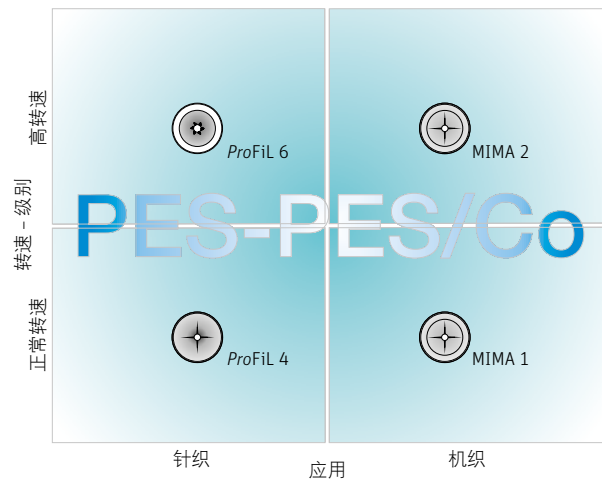 高转速
ProFiL 6
MIMA 2
转速 – 级别
PES-PES/Co
正常转速
ProFiL 4
MIMA 1
针织
机织
应用